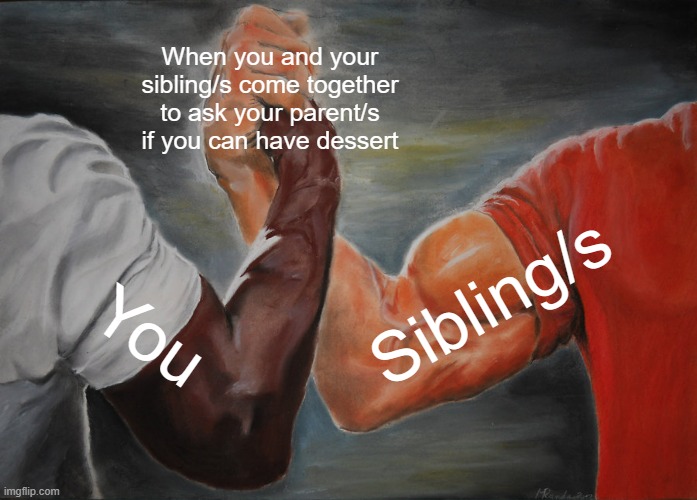 When you and your
sibling/s come together
to ask your parent/s
if you can have dessert
You
Sibling/s
imgflip.com